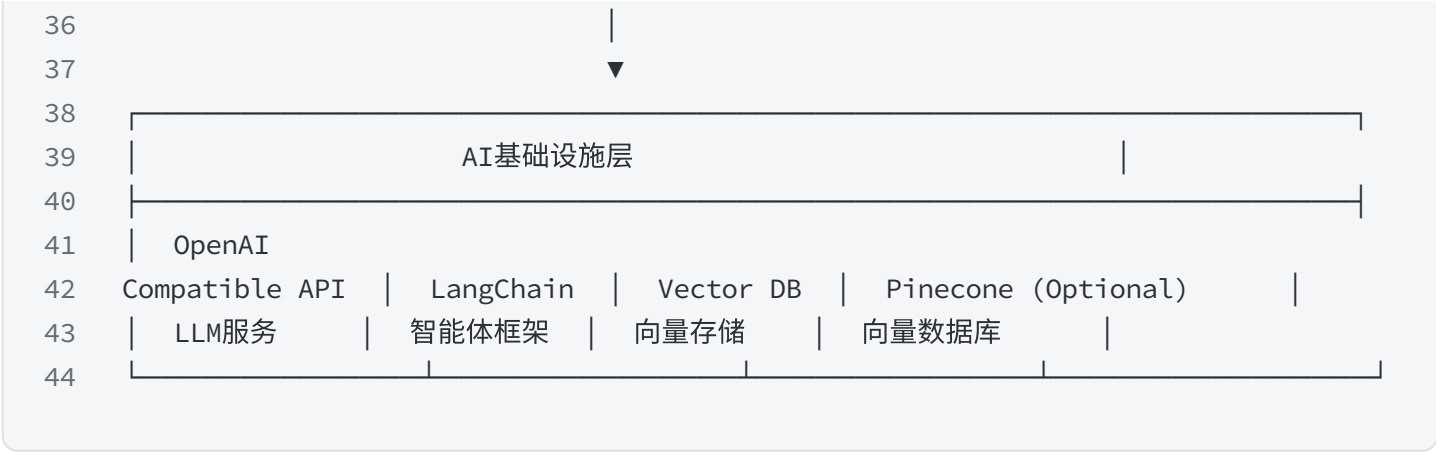 36 │
37 ▼
38 ┌──────────────────────────────────────────────────────────────────────────┐
39 │ AI基础设施层 │
40 ├──────────────────────────────────────────────────────────────────────────┤
41 │ OpenAI
42 Compatible API │ LangChain │ Vector DB │ Pinecone (Optional) │
43 │ LLM服务 │ 智能体框架 │ 向量存储 │ 向量数据库 │
44 └─────────────────┴──────────────────┴─────────────────┴───────────────────┘